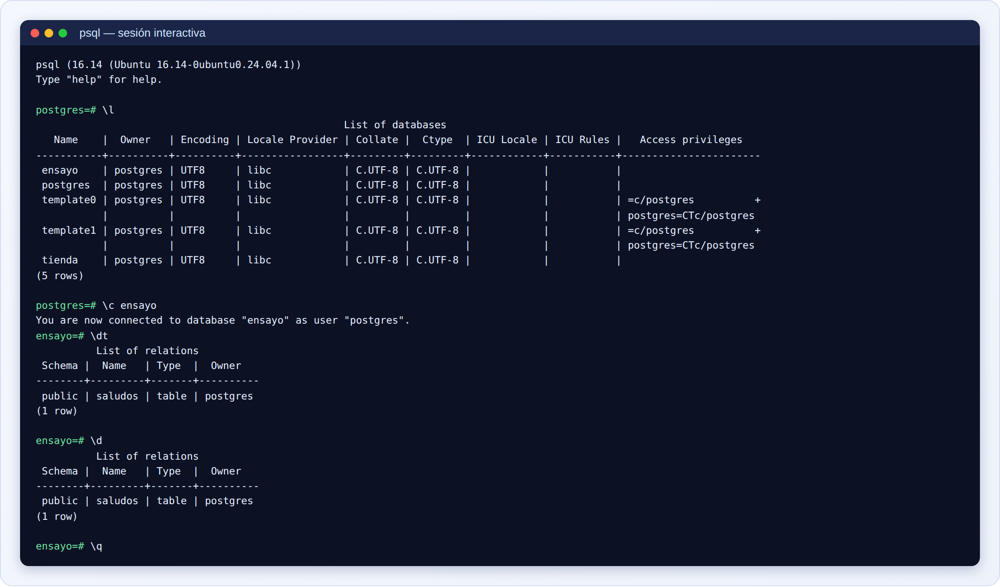 psql — sesión interactiva
psql (16.14 (Ubuntu 16.14-0ubuntu0.24.04.1))
Type "help" for help.

postgres=# \l
                                                   List of databases
   Name    |  Owner   | Encoding | Locale Provider | Collate |  Ctype  | ICU Locale | ICU Rules |   Access privileges
-----------+----------+----------+-----------------+---------+---------+------------+-----------+-----------------------
 ensayo    | postgres | UTF8     | libc            | C.UTF-8 | C.UTF-8 |            |           |
 postgres  | postgres | UTF8     | libc            | C.UTF-8 | C.UTF-8 |            |           |
 template0 | postgres | UTF8     | libc            | C.UTF-8 | C.UTF-8 |            |           | =c/postgres          +
           |          |          |                 |         |         |            |           | postgres=CTc/postgres
 template1 | postgres | UTF8     | libc            | C.UTF-8 | C.UTF-8 |            |           | =c/postgres          +
           |          |          |                 |         |         |            |           | postgres=CTc/postgres
 tienda    | postgres | UTF8     | libc            | C.UTF-8 | C.UTF-8 |            |           |
(5 rows)

postgres=# \c ensayo
You are now connected to database "ensayo" as user "postgres".
ensayo=# \dt
          List of relations
 Schema |  Name   | Type  |  Owner
--------+---------+-------+----------
 public | saludos | table | postgres
(1 row)

ensayo=# \d
          List of relations
 Schema |  Name   | Type  |  Owner
--------+---------+-------+----------
 public | saludos | table | postgres
(1 row)

ensayo=# \q